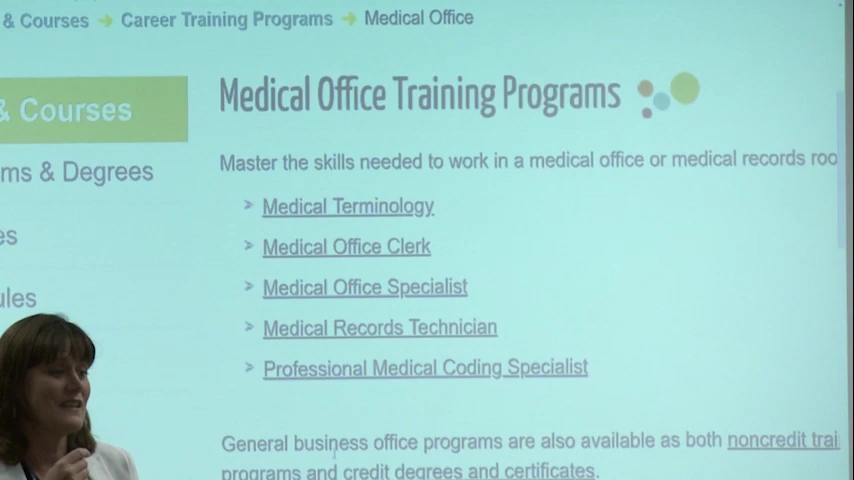 & Courses → Career Training Programs → Medical Office
Medical Office Training Programs
& Courses
Master the skills needed to work in a medical office or medical records roo
ms & Degrees
> Medical Terminology
es
> Medical Office Clerk
> Medical Office Specialist
ules
> Medical Records Technician
> Professional Medical Coding Specialist
General business office programs are also available as both noncredit trai
programs and credit degrees and certificates.